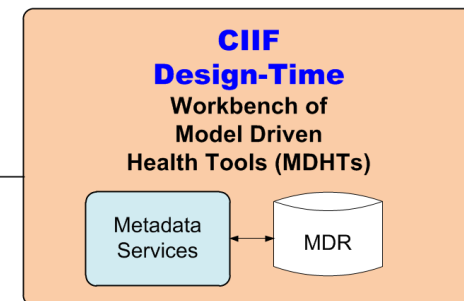 CIIF
Design-Time
Workbench of
Model Driven
Health Tools (MDHTs)
Metadata
Services
MDR